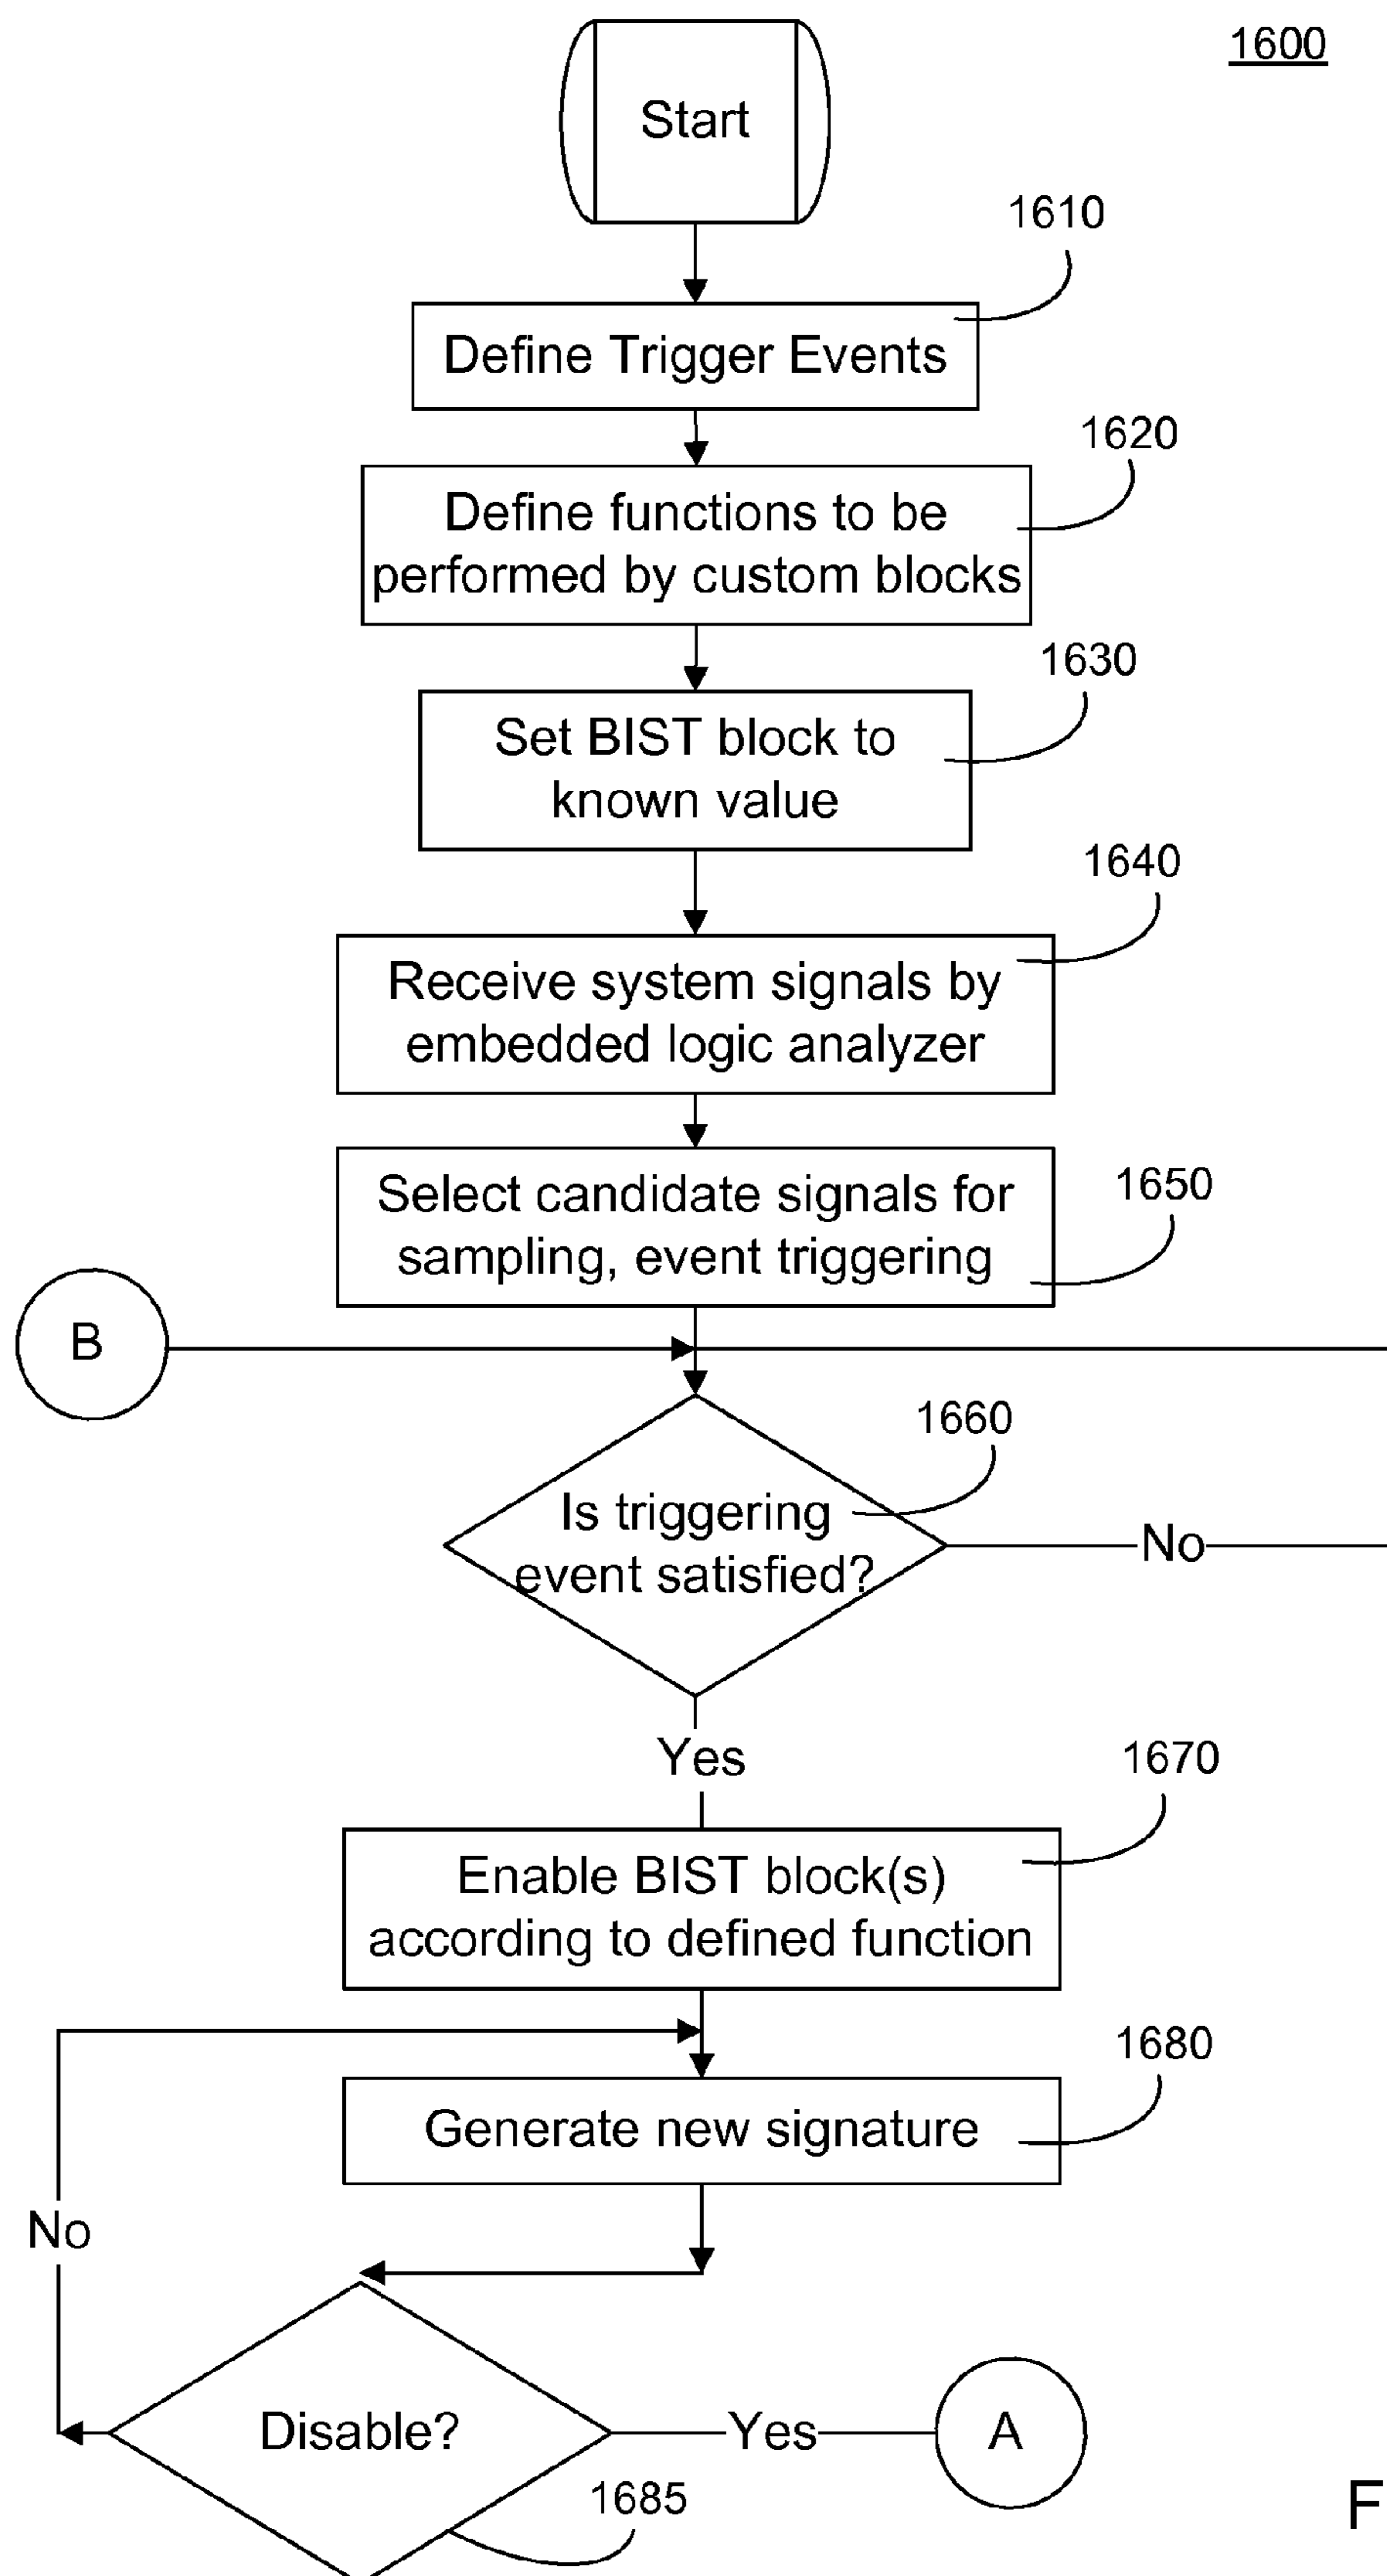 1600
Start
1610
Define Trigger Events
1620
Define functions to be
performed by custom blocks
1630
Set BIST block to
known value
1640
Receive system signals by
embedded logic analyzer
1650
Select candidate signals for
sampling, event triggering
B
1660
Is triggering
event satisfied?
No
Yes
1670
Enable BIST block(s)
according to defined function
1680
Generate new signature
No
Disable?
Yes
A
1685
F